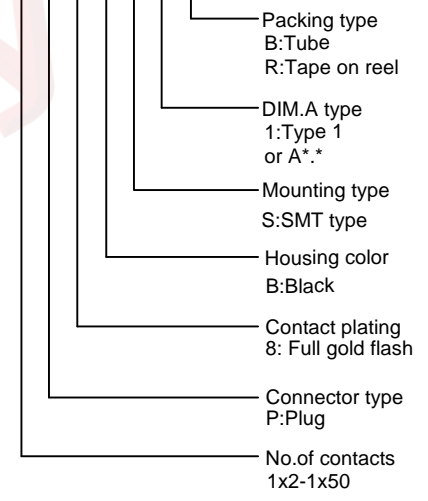 Packing type
B:Tube
R:Tape on reel
DIM.A type
1:Type 1
or A*.*
Mounting type
S:SMT type
Housing color
B:Black
Contact plating
8: Full gold flash
Connector type
P:Plug
No.of contacts
1x2-1x50